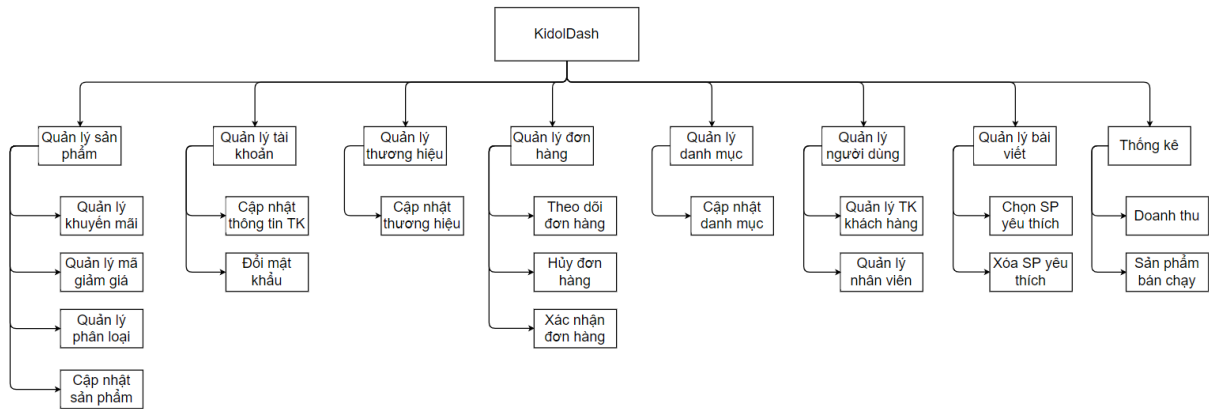 KidolDash
Quản lý sản
phẩm
Quản lý tài
khoản
Quản lý
thương hiệu
Quản lý đơn
hàng
Quản lý
danh mục
Quản lý
người dùng
Quản lý bài
viết
Thống kê
Quản lý
khuyến mãi
Quản lý mã
giảm giá
Quản lý
phân loại
Cập nhật
sản phẩm
Cập nhật
thông tin TK
Đổi mật
khẩu
Cập nhật
thương hiệu
Theo dõi
đơn hàng
Hủy đơn
hàng
Xác nhận
đơn hàng
Cập nhật
danh mục
Quản lý TK
khách hàng
Quản lý
nhân viên
Chọn SP
yêu thích
Xóa SP yêu
thích
Doanh thu
Sản phẩm
bán chạy